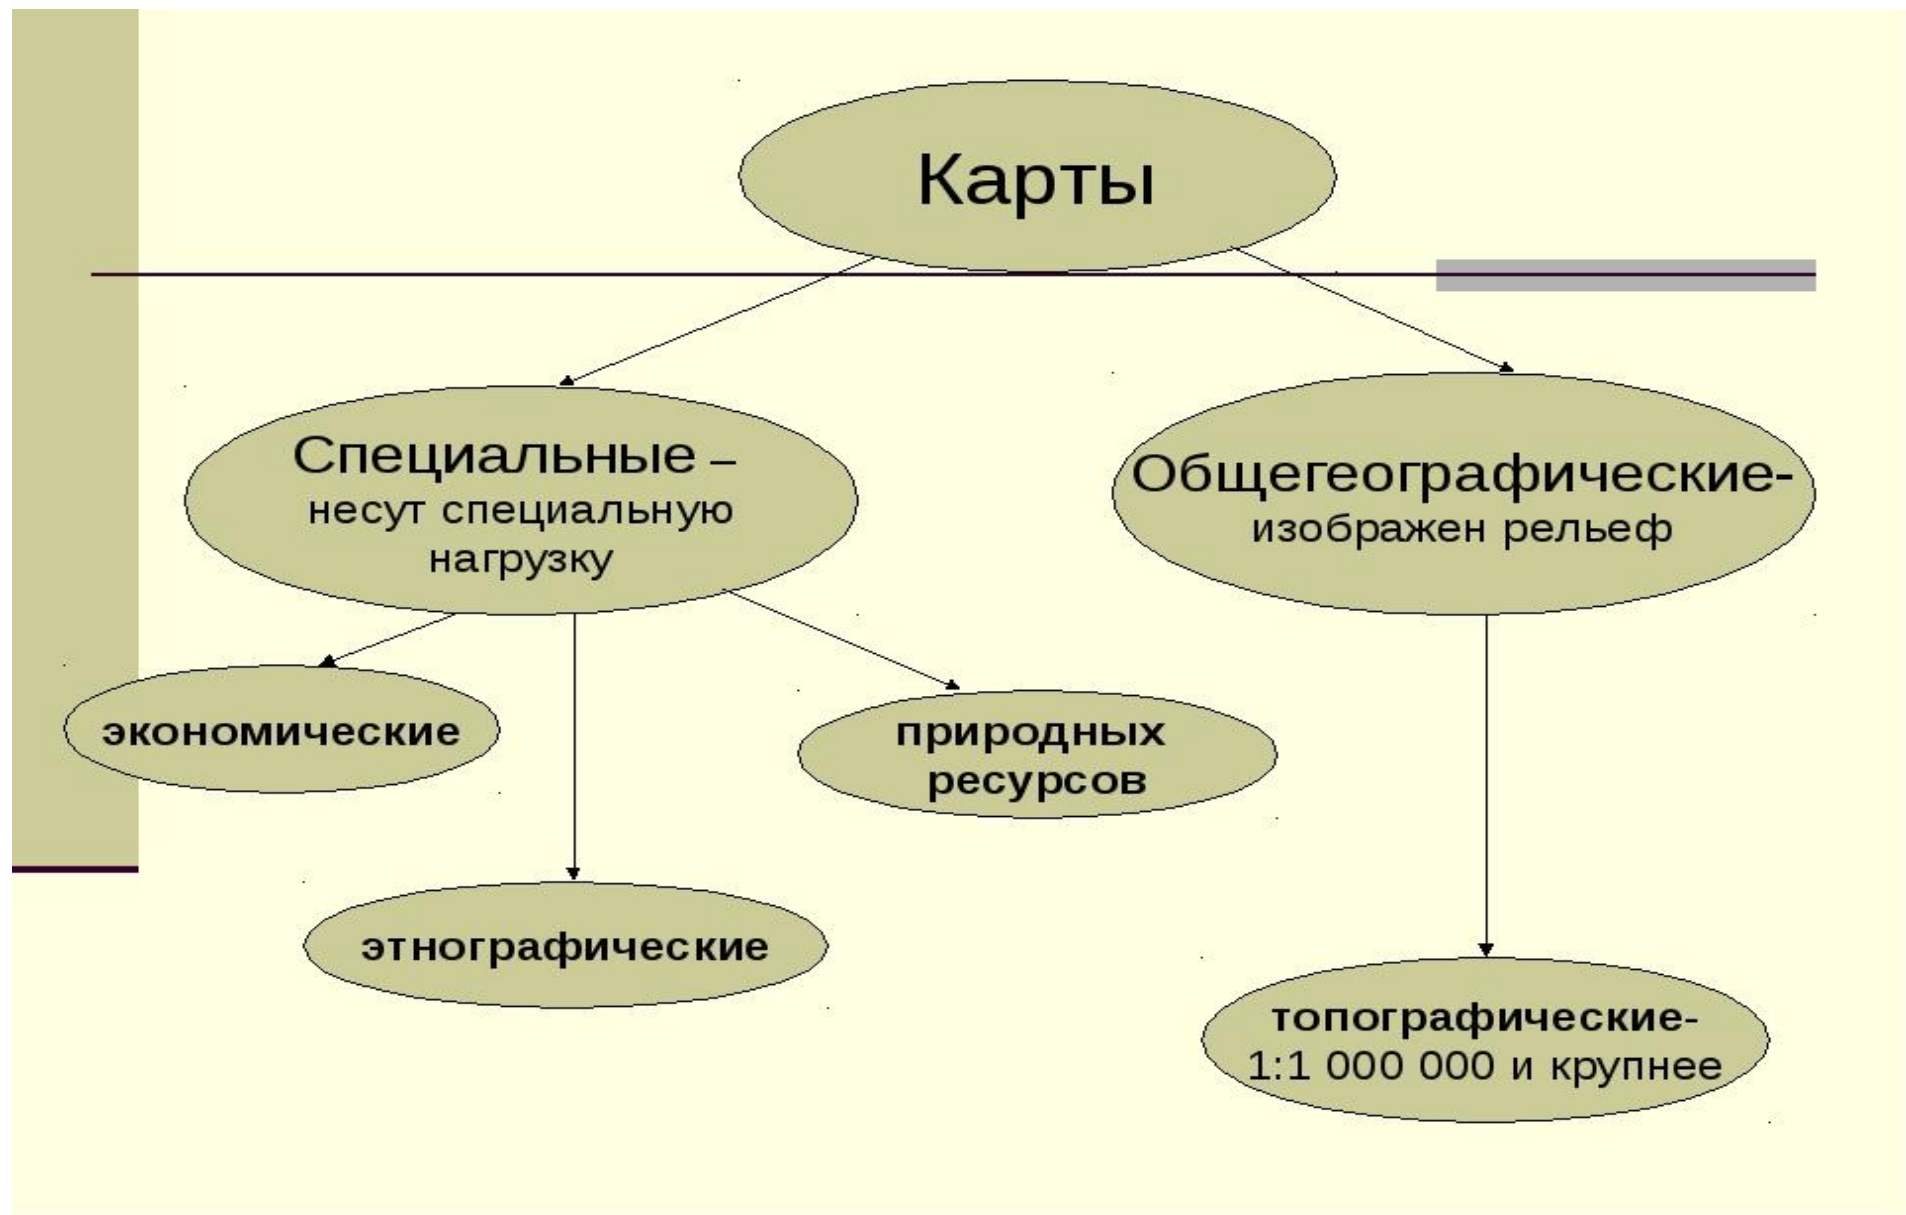 Карты
Специальные –
несут специальную
нагрузку
Общегеографические-
изображен рельеф
экономические
природных
ресурсов
этнографические
топографические-
1:1 000 000 и крупнее